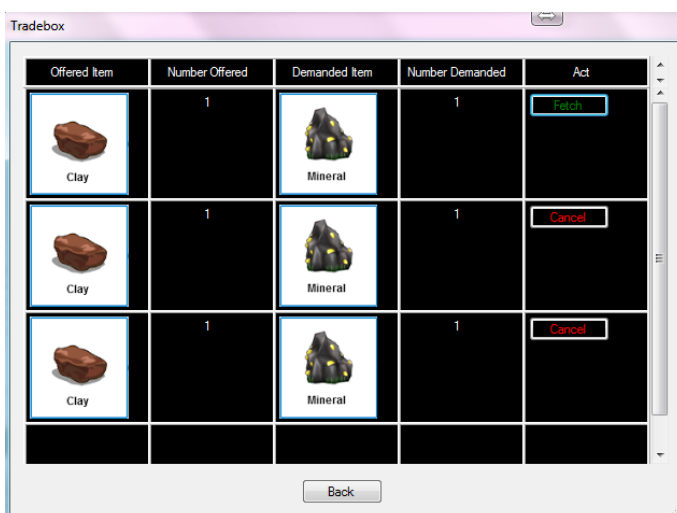 Tradebox
Offered Item Number Offered Demanded Item Number Demanded Act
1 1 Fetch
Clay Mineral
1 1 Cancel
Clay Mineral
1 1 Cancel
Clay Mineral
Back